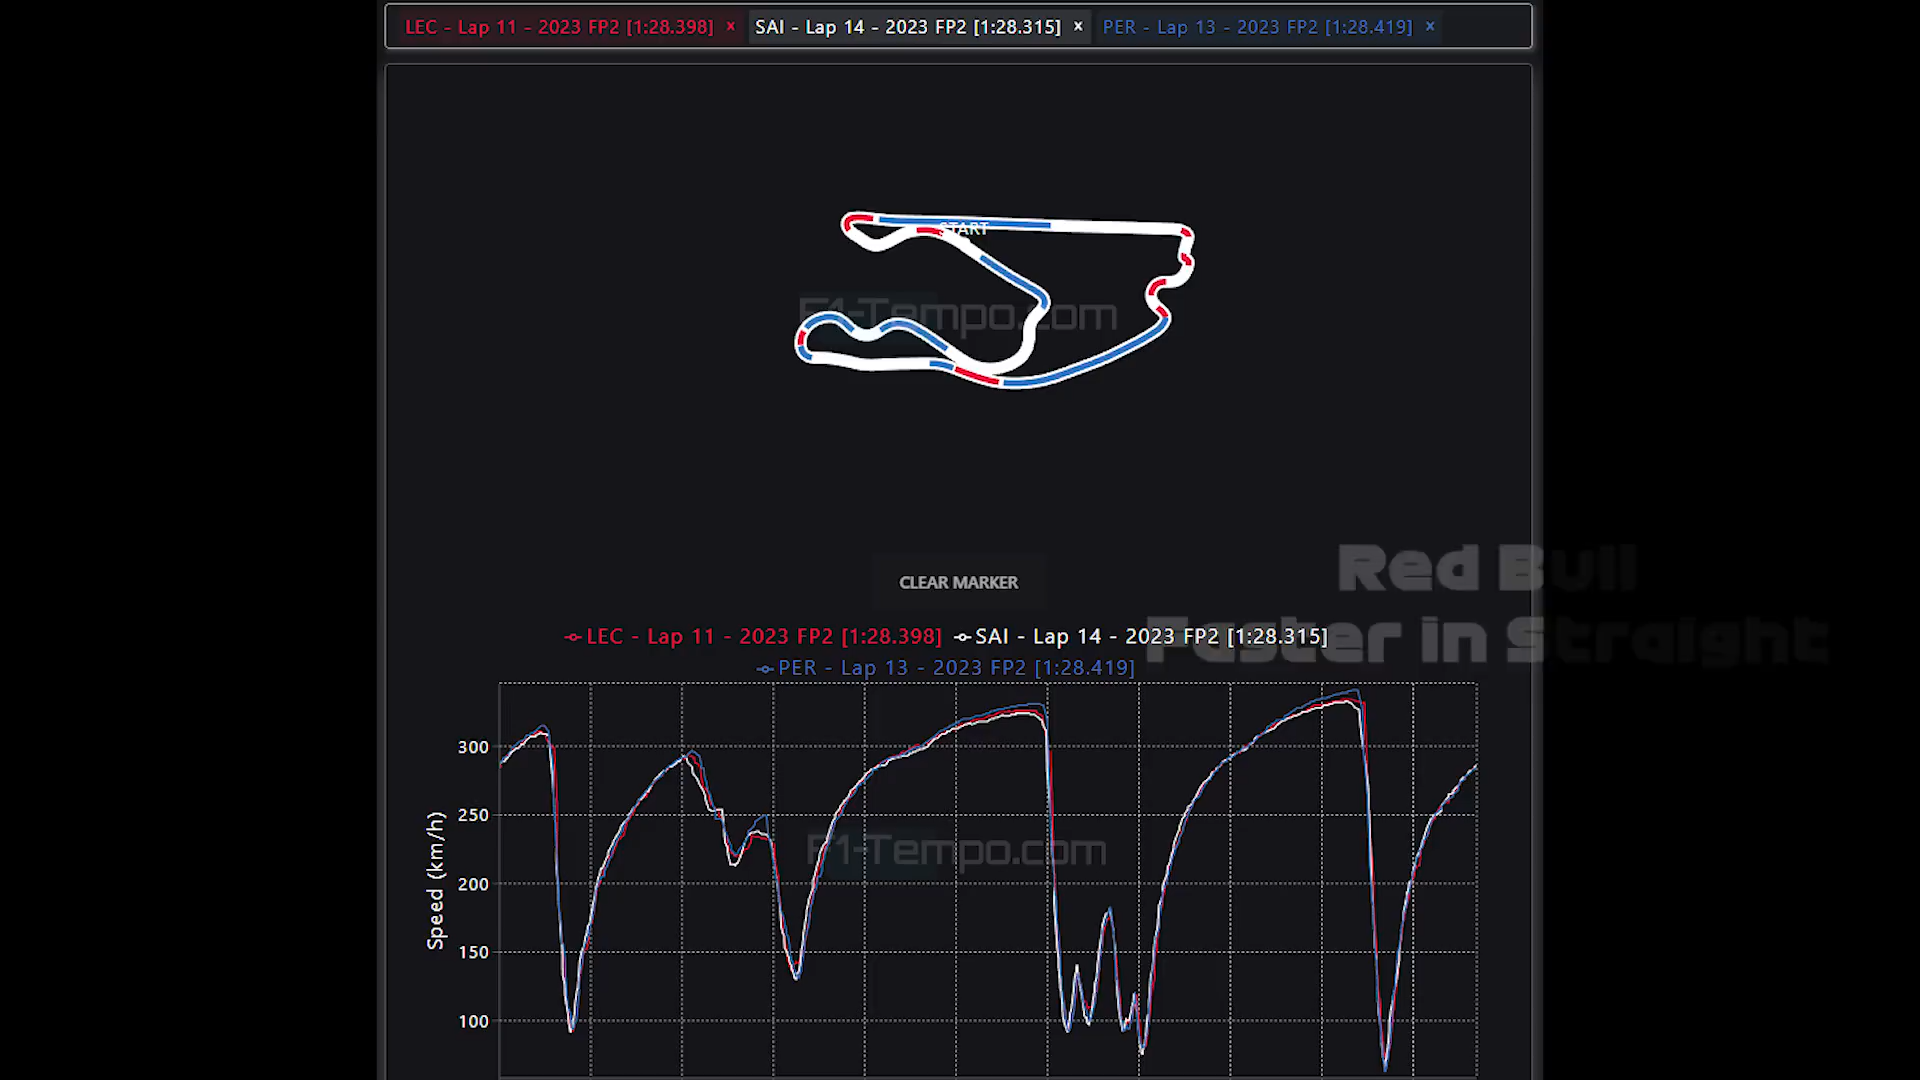 LEC - Lap 11 - 2023 FP2 [1:28.398] × SAI - Lap 14 - 2023 FP2 [1:28.315] × PER - Lap 13 - 2023 FP2 [1:28.419] ×
START
F1-Tempo.com
Red Bull
Faster in Straight
CLEAR MARKER
LEC - Lap 11 - 2023 FP2 [1:28.398] SAI - Lap 14 - 2023 FP2 [1:28.315]
PER - Lap 13 - 2023 FP2 [1:28.419]
300
250
200
150
100
Speed (km/h)
F1-Tempo.com